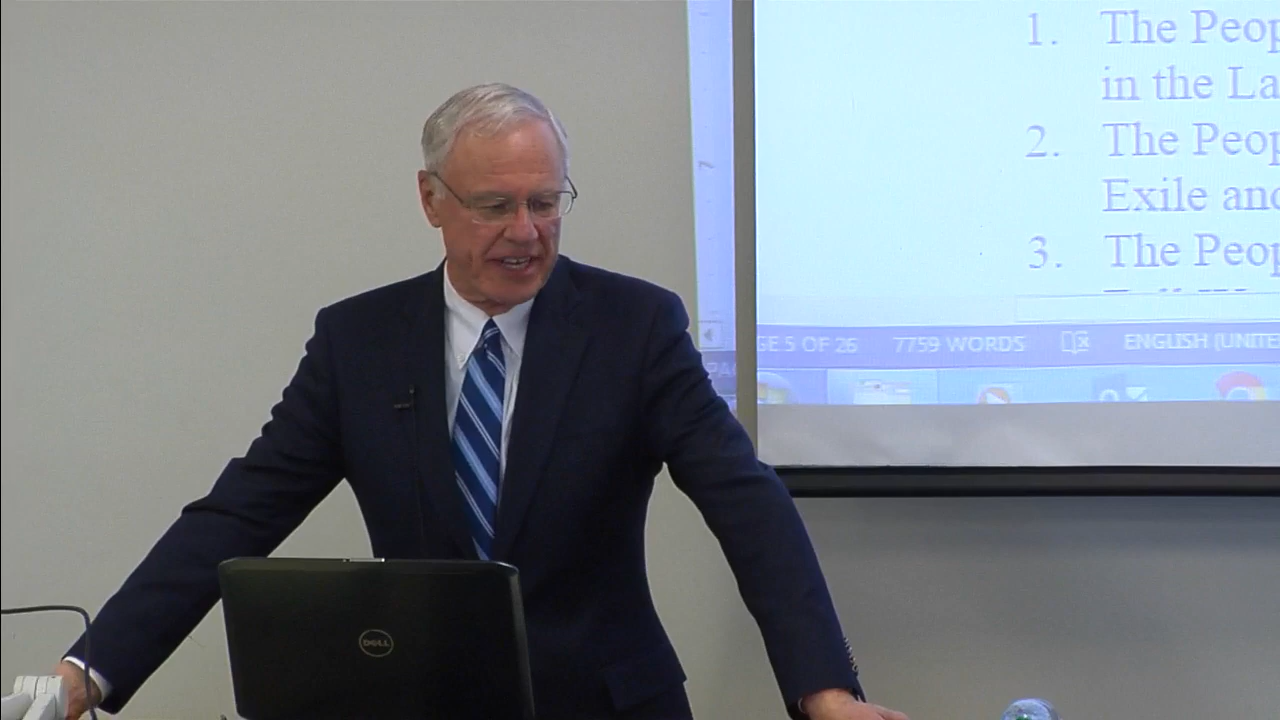 1. The Peop
in the La
2. The Peop
Exile and
3. The Peop
GE 5 OF 26 7759 WORDS ENGLISH (UNITE
PA
DELL